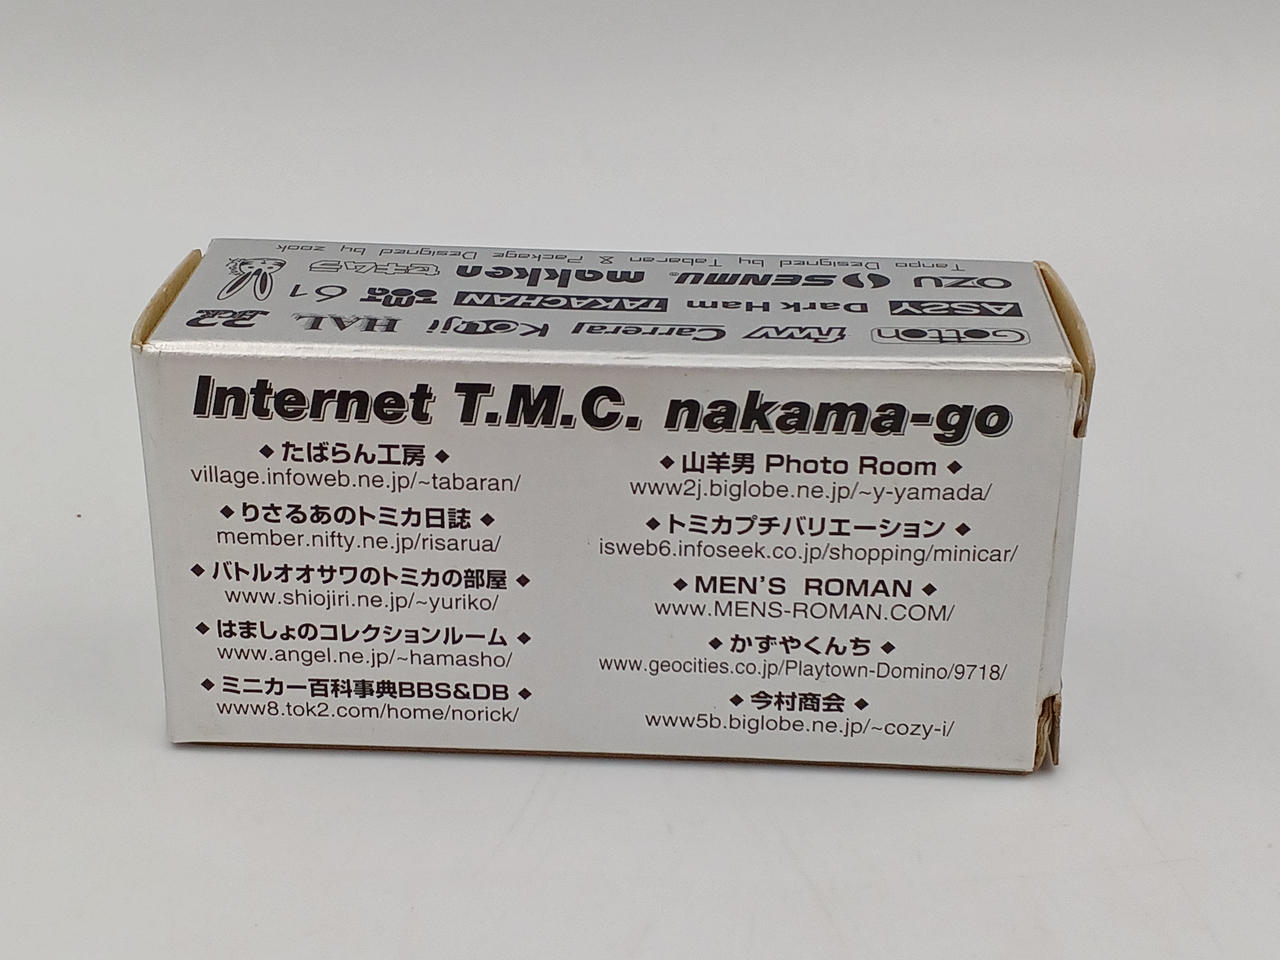 Tanpo Designed by Tabaran & Package Designed by zook
OZU SENMU makken セキムラ
ASSY Dark Ham TAKACHAN 61
Cotton fww Carreraj Kouji HAL
Internet T.M.C. nakama-go
◆ たばらん工房 ◆
village.infoweb.ne.jp/~tabaran/
◆ りさるあのトミカ日誌 ◆
member.nifty.ne.jp/risarua/
◆ バトルオオサワのトミカの部屋 ◆
www.shiojiri.ne.jp/~yuriko/
◆ はましょのコレクションルーム ◆
www.angel.ne.jp/~hamasho/
◆ ミニカー百科事典BBS&DB ◆
www8.tok2.com/home/norick/
◆ 山羊男 Photo Room ◆
www2j.biglobe.ne.jp/~y-yamada/
◆ トミカプチバリエーション ◆
isweb6.infoseek.co.jp/shopping/minicar/
◆ MEN'S ROMAN ◆
www.MENS-ROMAN.COM/
◆ かずやくんち ◆
www.geocities.co.jp/Playtown-Domino/9718/
◆ 今村商会 ◆
www5b.biglobe.ne.jp/~cozy-i/